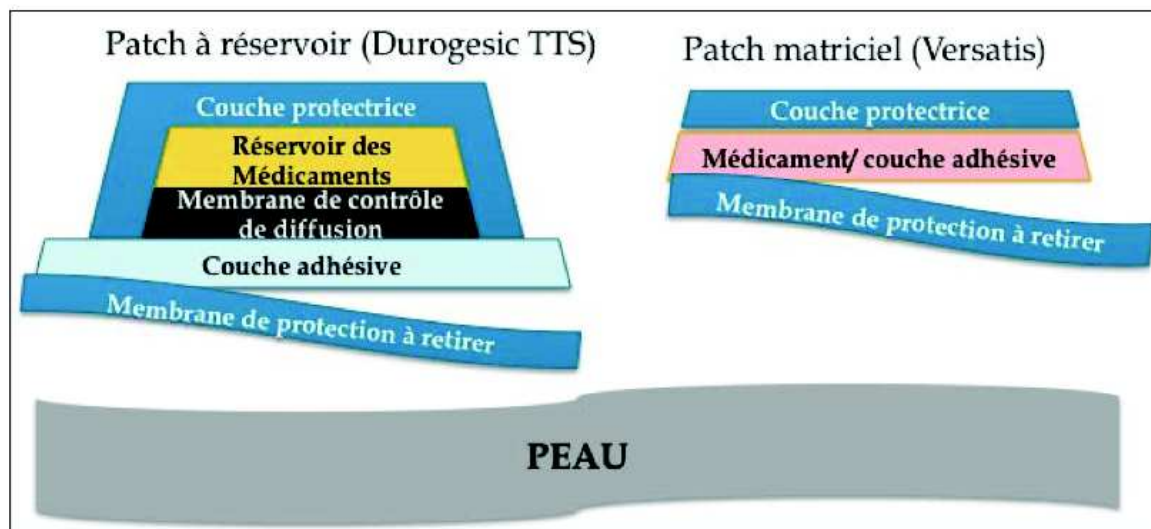 Patch à réservoir (Durogesic TTS)
Couche protectrice
Réservoir des
Médicaments
Membrane de contrôle
de diffusion
Couche adhésive
Membrane de protection à retirer
Patch matriciel (Versatis)
Couche protectrice
Médicament/ couche adhésive
Membrane de protection à retirer
PEAU